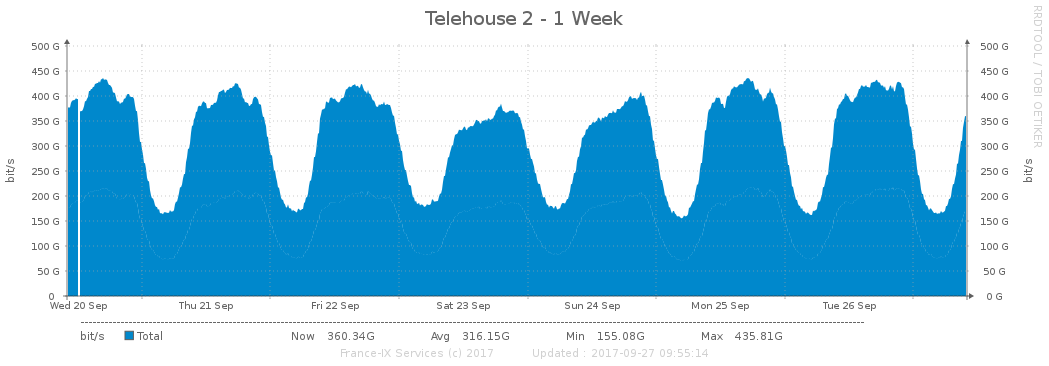 Telehouse 2 - 1 Week
RRDTOOL / TOBI OETIKER
bit/s
500 G 500 G
450 G 450 G
400 G 400 G
350 G 350 G
300 G 300 G
250 G 250 G
200 G 200 G
150 G 150 G
100 G 100 G
50 G 50 G
0 0 G
bit/s
Wed 20 Sep Thu 21 Sep Fri 22 Sep Sat 23 Sep Sun 24 Sep Mon 25 Sep Tue 26 Sep
bit/s Total Now 360.34G Avg 316.15G Min 155.08G Max 435.81G
France-IX Services (c) 2017 Updated : 2017-09-27 09:55:14